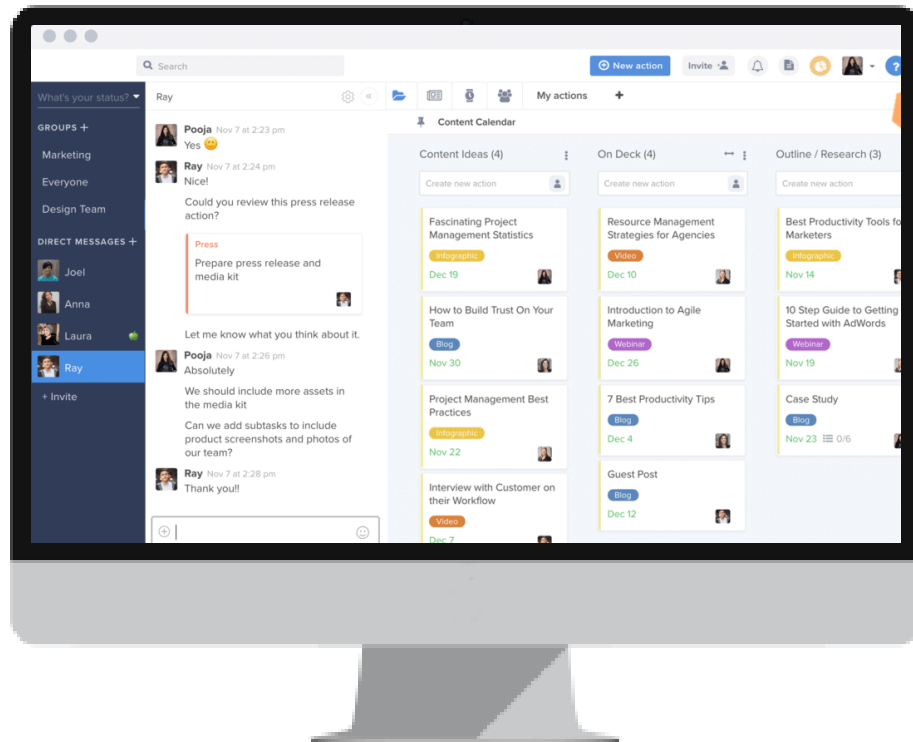 Search
New action
Invite
?
What's your status?
GROUPS +
Marketing
Everyone
Design Team
DIRECT MESSAGES +
Joel
Anna
Laura
Ray
+ Invite
Ray
Pooja Nov 7 at 2:23 pm
Yes
Ray Nov 7 at 2:24 pm
Nice!
Could you review this press release
action?
Press
Prepare press release and
media kit
Let me know what you think about it.
Pooja Nov 7 at 2:26 pm
Absolutely
We should include more assets in
the media kit
Can we add subtasks to include
product screenshots and photos of
our team?
Ray Nov 7 at 2:28 pm
Thank you!!
My actions +
Content Calendar
Content Ideas (4)
Create new action
Fascinating Project
Management Statistics
Infographic
Dec 19
How to Build Trust On Your
Team
Blog
Nov 30
Project Management Best
Practices
Infographic
Nov 22
Interview with Customer on
their Workflow
Video
Dec 7
On Deck (4)
Create new action
Resource Management
Strategies for Agencies
Video
Dec 10
Introduction to Agile
Marketing
Webinar
Dec 26
7 Best Productivity Tips
Blog
Dec 4
Guest Post
Blog
Dec 12
Outline / Research (3)
Create new action
Best Productivity Tools fo
Marketers
Infographic
Nov 14
10 Step Guide to Getting
Started with AdWords
Webinar
Nov 19
Case Study
Blog
Nov 23 0/6